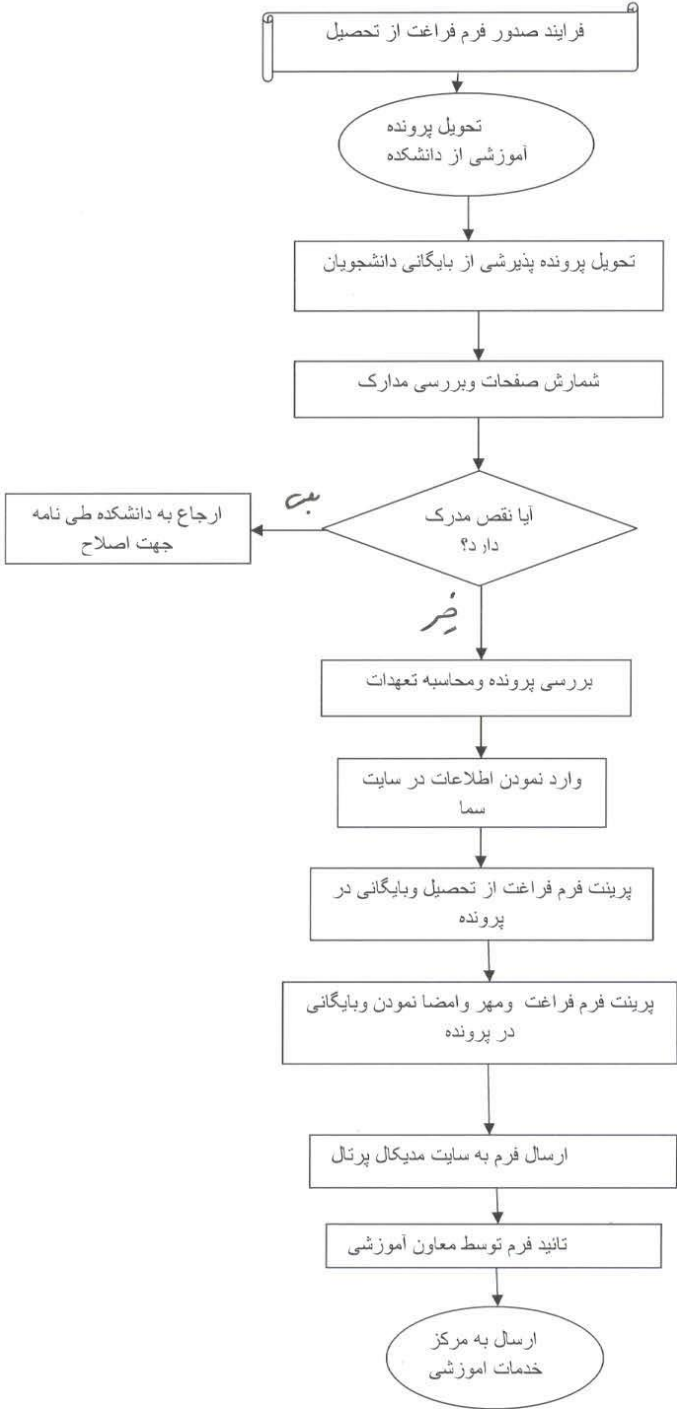 فرایند صدور فرم فراغت از تحصیل
تحویل پرونده
آموزشی از دانشکده
تحویل پرونده پذیرشی از بایگانی دانشجویان
شمارش صفحات وبررسی مدارک
آیا نقص مدرک
دارد؟
بله
ارجاع به دانشکده طی نامه
جهت اصلاح
خیر
بررسی پرونده ومحاسبه تعهدات
وارد نمودن اطلاعات در سایت
سما
پرینت فرم فراغت از تحصیل وبایگانی در
پرونده
پرینت فرم فراغت ومهر وامضا نمودن وبایگانی
در پرونده
ارسال فرم به سایت مدیکال پرتال
تائید فرم توسط معاون آموزشی
ارسال به مرکز
خدمات اموزشی